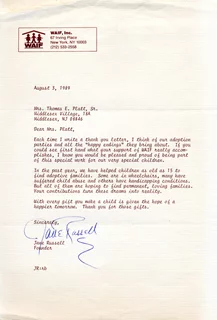 WAIF
WAIF, Inc.
67 Irving Place
New York, NY 10003
(212) 533-2558
August 3, 1989
Mrs. Thomas E. Platt, Sr.
Middlesex Village,
Middlesex, NJ
Dear Mrs. Platt,
Each time I write a thank you letter, I think of our adoption
parties and all the "happy endings" they bring about. If you
could see first hand what your support of WAIF really accom-
plishes, I know you would be pleased and proud of being part
of this special work for our very special children.
In the past year, we have helped children as old as 15 to
find adoptive families. Some are in wheelchairs, many have
suffered child abuse and others have handicapping conditions.
But all of them are hoping to find permanent, loving families.
Your contributions turn these dreams into reality.
With every gift you make a child is given the hope of a
happier tomorrow. Thank you for those gifts.
Sincerely,
Jane Russell
Jane Russell
Founder